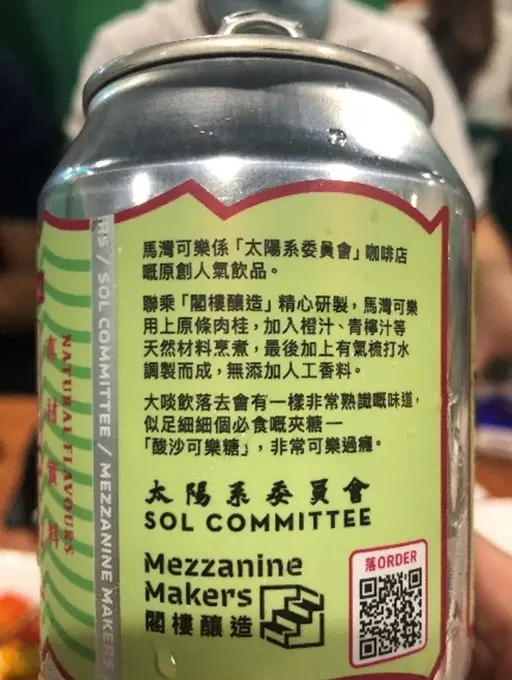 馬灣可樂係「太陽系委員會」咖啡店
嘅原創人氣飲品。
聯乘「閣樓釀造」精心研製，馬灣可樂
用上原條肉桂，加入橙汁、青檸汁等
天然材料烹煮，最後加上有氣梳打水
調製而成，無添加人工香料。
大啖飲落去會有一樣非常熟識嘅味道，
似足細細個必食嘅夾糖—
「酸沙可樂糖」，非常可樂過癮。
太陽系委員會
SOL COMMITTEE
Mezzanine
Makers
閣樓釀造
落ORDER
RS / SOL COMMITTEE / MEZZANINE MAKERS
NATURAL FLAVOURS
真材實料